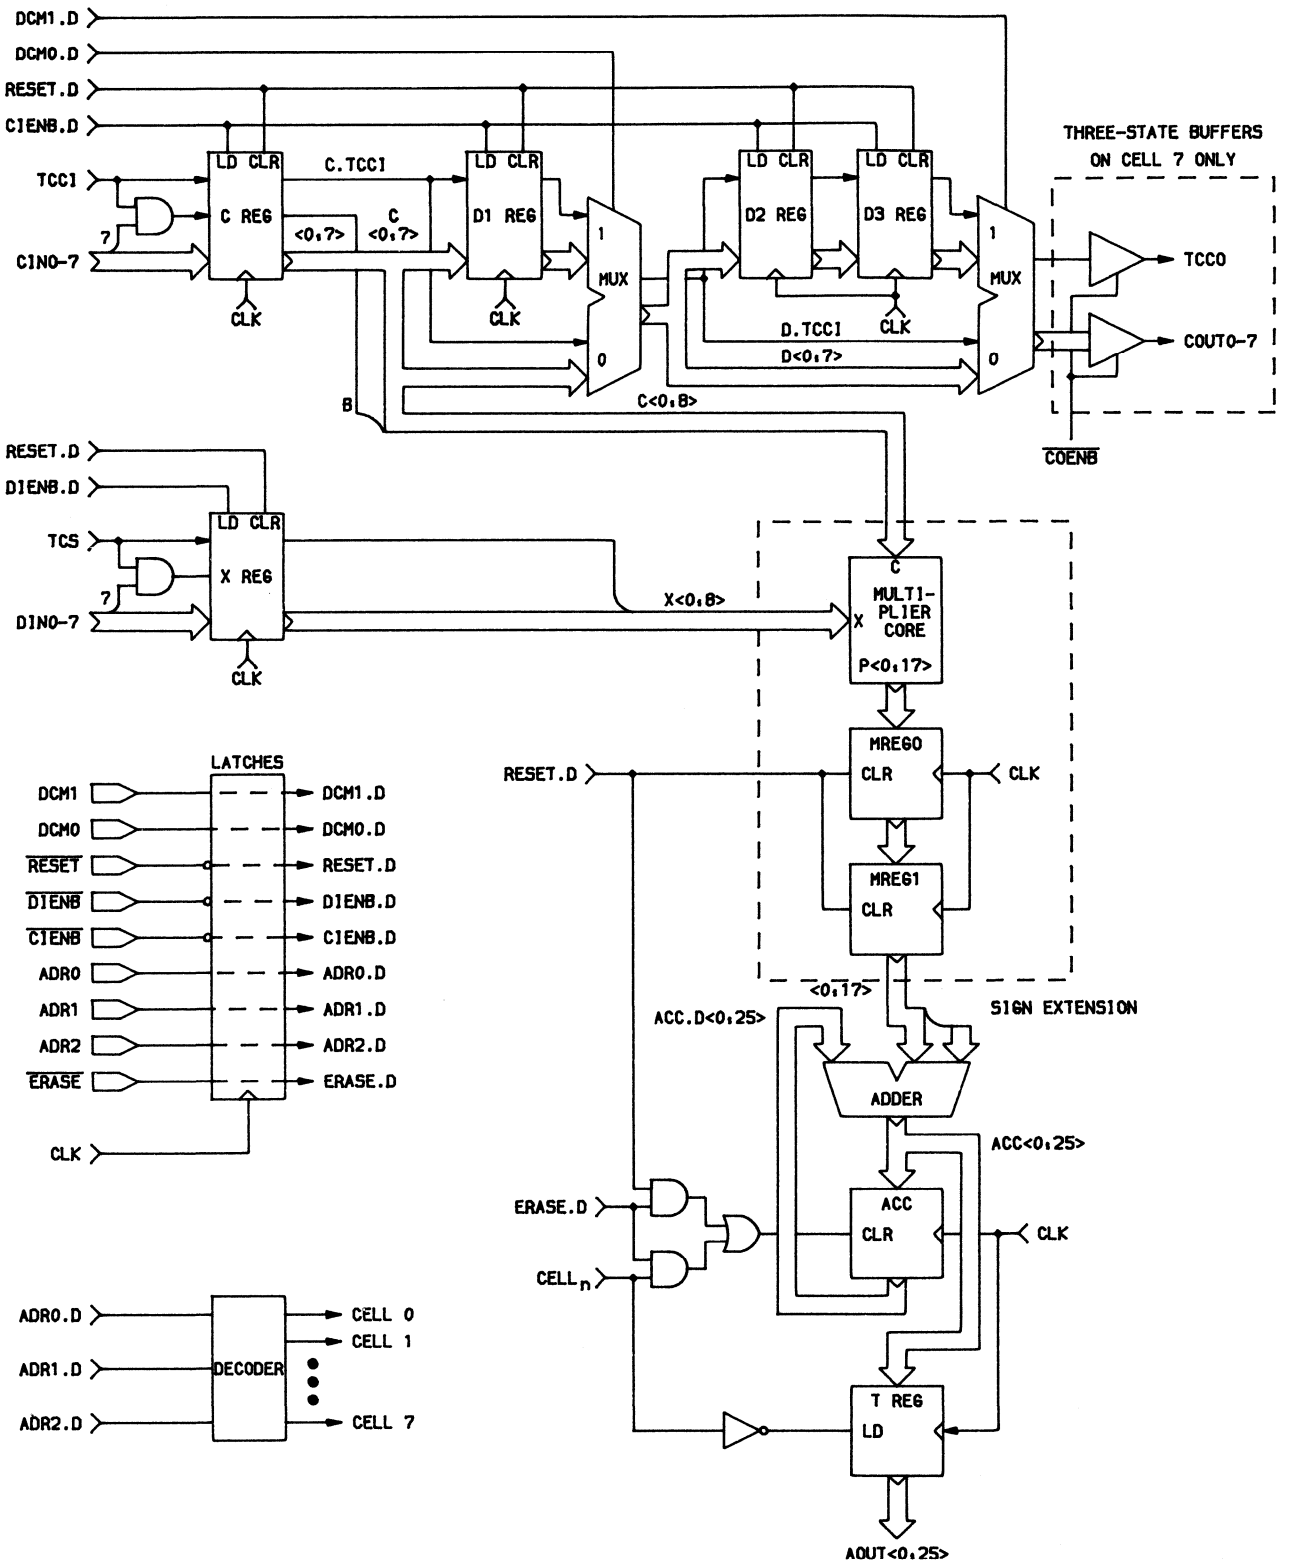 DCM1.D
DCM0.D
RESET.D
CIENB.D
THREE-STATE BUFFERS
ON CELL 7 ONLY
LD CLR
C.TCCI
LD CLR
LD CLR
LD CLR
TCCI
C REG
<0:7>
C
<0:7>
D1 REG
1
D2 REG
D3 REG
1
7
CIN0-7
MUX
MUX
TCCO
CLK
CLK
CLK
D.TCCI
D<0:7>
0
0
COUT0-7
B
C<0:8>
COENB
RESET.D
DIENB.D
LD CLR
TCS
X REG
7
DIN0-7
X<0:8>
CLK
C
MULTI-
PLIER
CORE
X
P<0:17>
MREG0
CLR
RESET.D
CLK
MREG1
CLR
LATCHES
DCM1
DCM1.D
DCM0
DCM0.D
RESET
RESET.D
DIENB
DIENB.D
CIENB
CIENB.D
ADR0
ADR0.D
ADR1
ADR1.D
ADR2
ADR2.D
ERASE
ERASE.D
CLK
<0:17>
SIGN EXTENSION
ACC.D<0:25>
ADDER
ACC<0:25>
ERASE.D
ACC
CLR
CLK
CELLn
ADR0.D
CELL 0
CELL 1
ADR1.D
DECODER
ADR2.D
CELL 7
T REG
LD
AOUT<0:25>